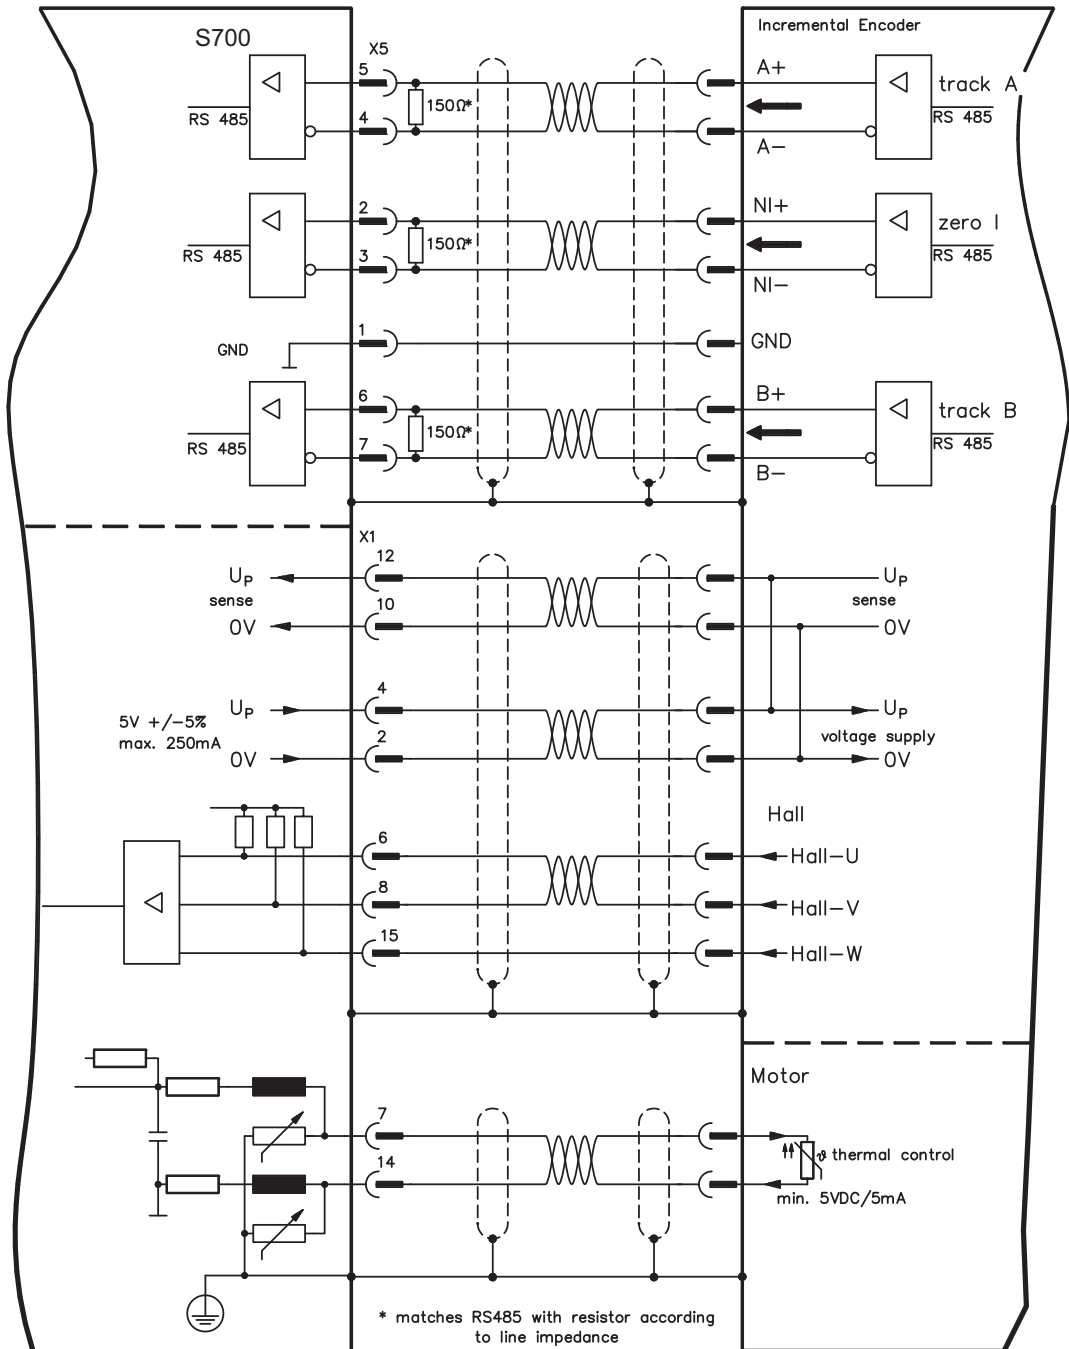 S700
X5
Incremental Encoder
5
A+
track A
RS 485
150Ω*
RS 485
4
A-
2
NI+
zero I
RS 485
150Ω*
RS 485
3
NI-
1
GND
GND
6
B+
track B
RS 485
150Ω*
RS 485
7
B-
X1
12
UP
UP
sense
10
sense
0V
0V
4
UP
UP
5V +/-5%
max. 250mA
2
voltage supply
0V
0V
Hall
6
Hall-U
8
Hall-V
15
Hall-W
Motor
7
ϑ thermal control
14
min. 5VDC/5mA
* matches RS485 with resistor according
to line impedance